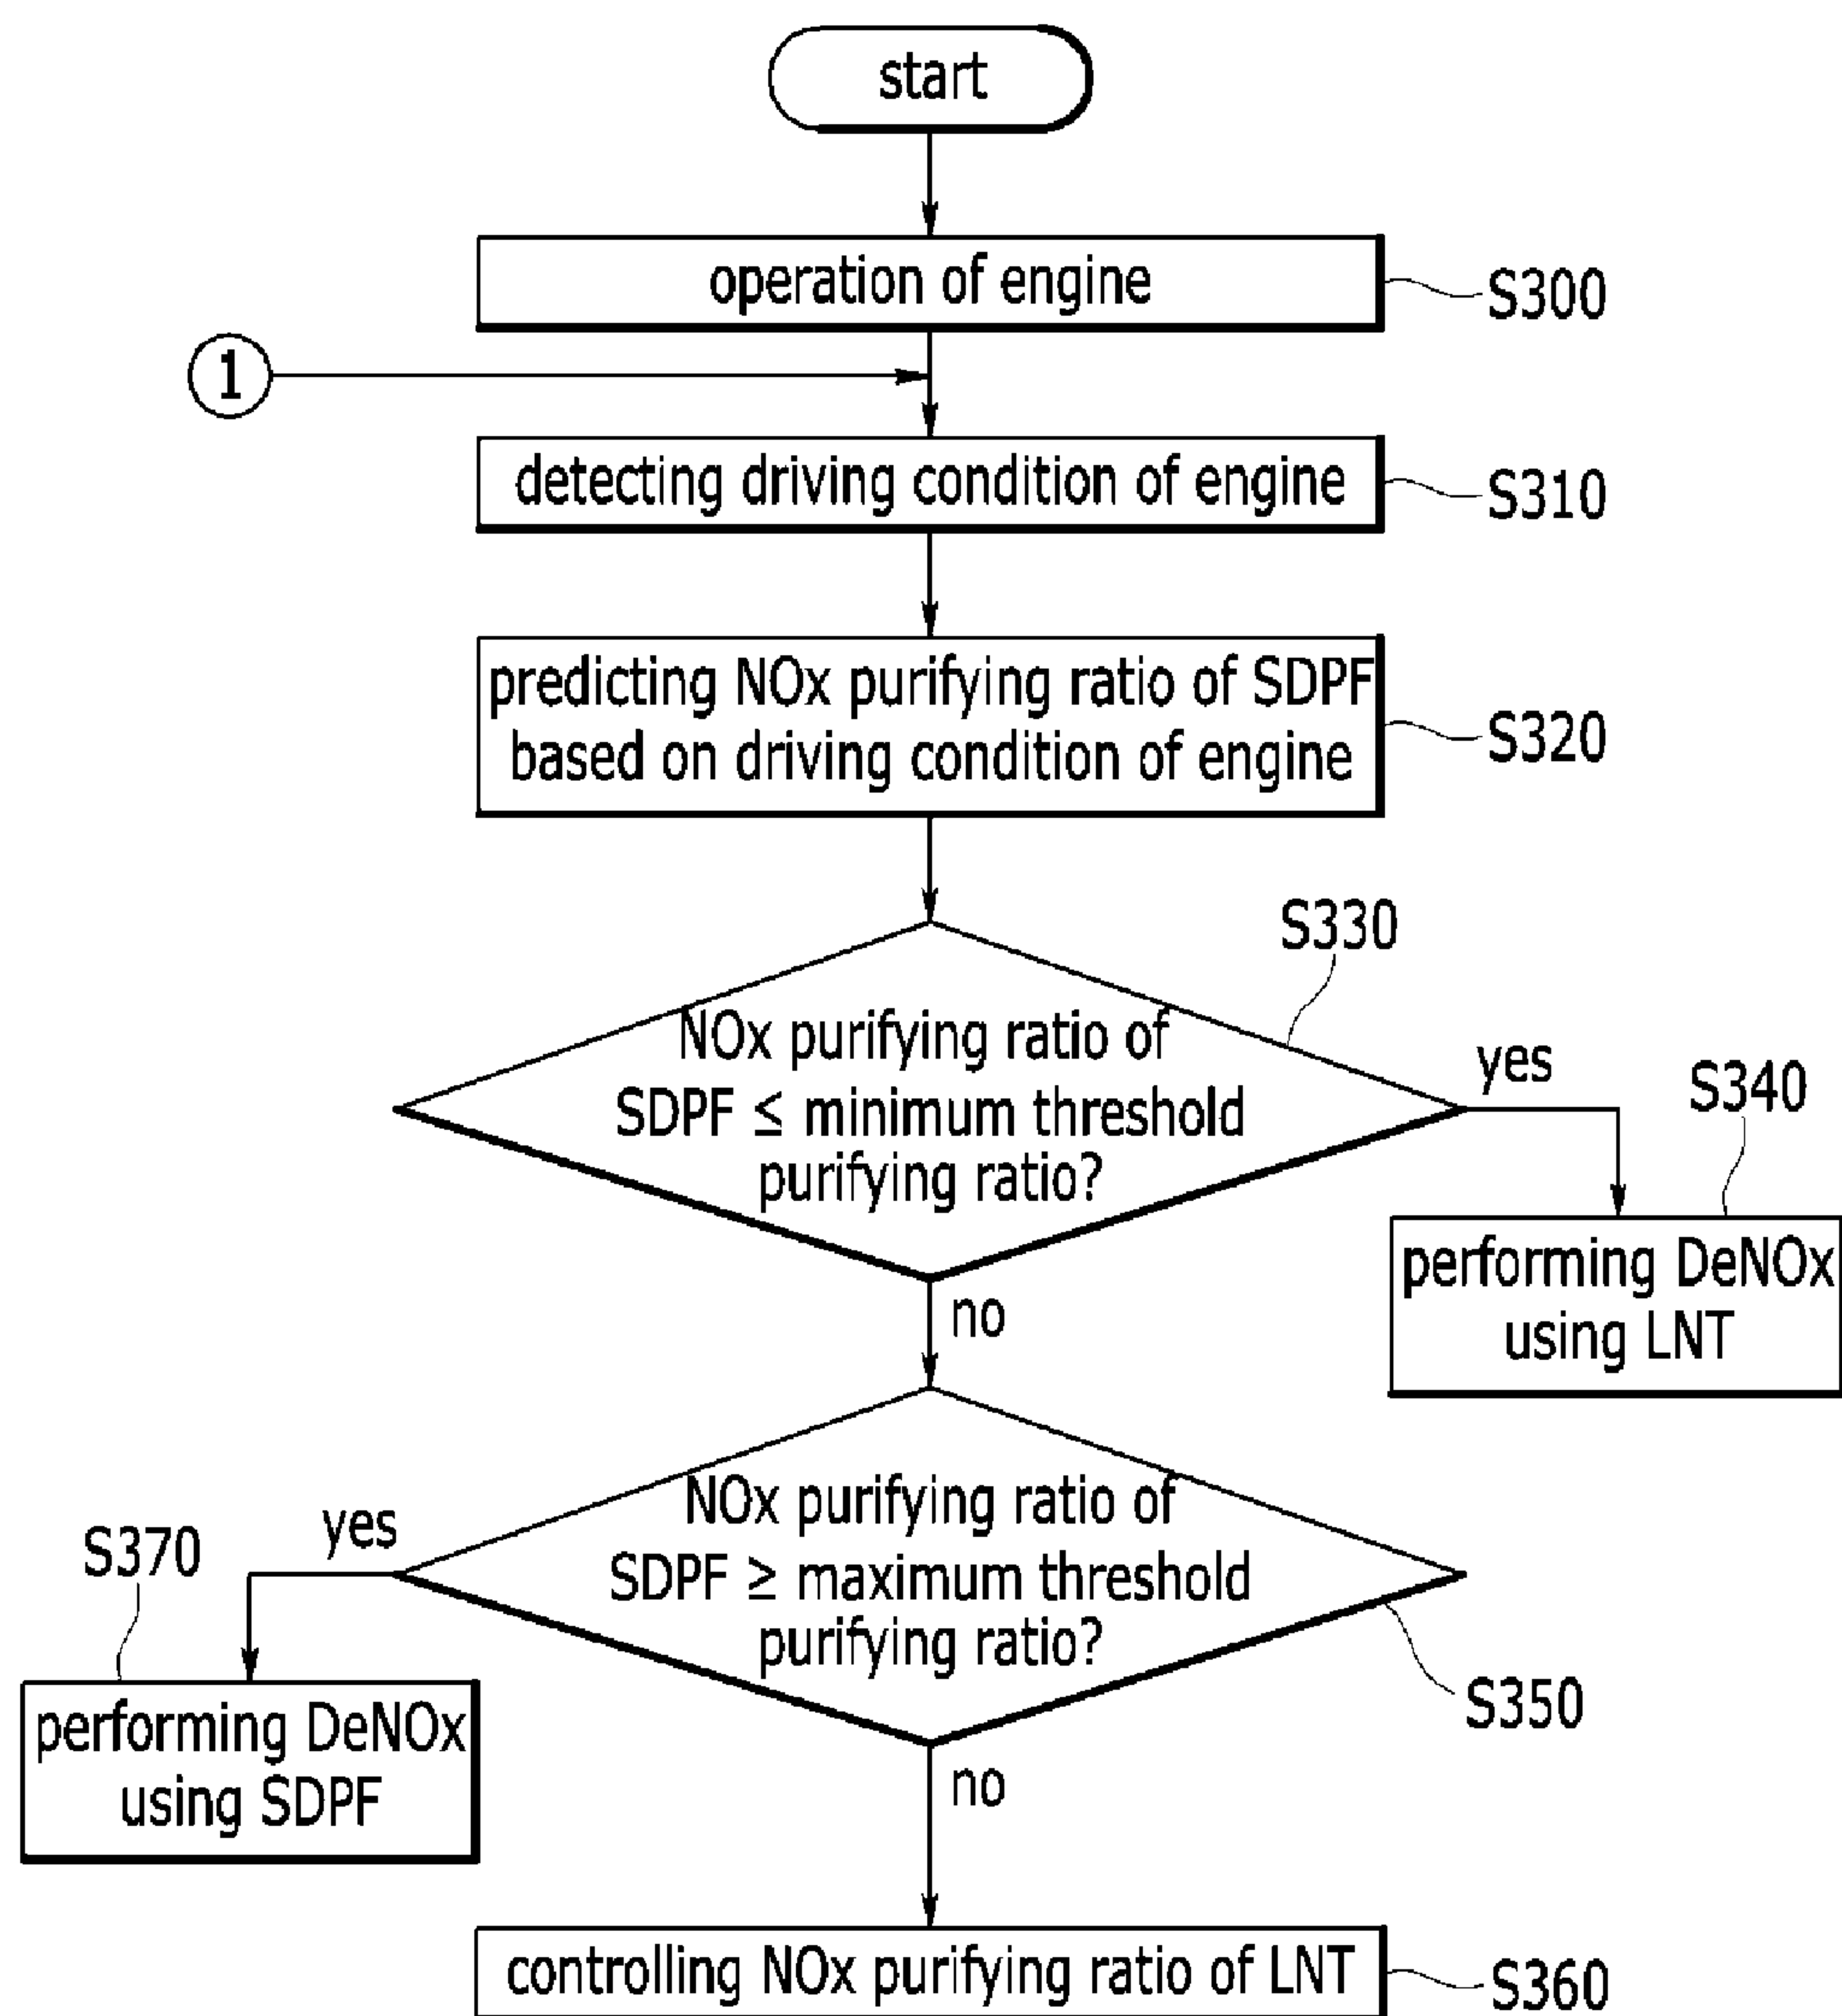 start
operation of engine
S300
1
detecting driving condition of engine
S310
predicting NOx purifying ratio of SDPF
based on driving condition of engine
S320
S330
NOx purifying ratio of
SDPF ≤ minimum threshold
purifying ratio?
yes
S340
performing DeNOx
using LNT
no
NOx purifying ratio of
SDPF ≥ maximum threshold
purifying ratio?
yes
S370
performing DeNOx
using SDPF
S350
no
controlling NOx purifying ratio of LNT
S360